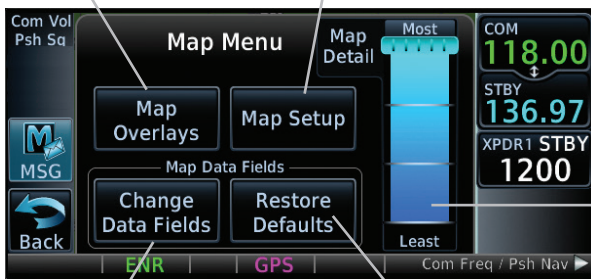 Com Vol
Psh Sq
Map Menu
Map
Detail
Most
COM
118.00
STBY
136.97
XPDR1 STBY
1200
Map
Overlays
Map Setup
MSG
Map Data Fields
Change
Data Fields
Restore
Defaults
Back
Least
ENR
GPS
Com Freq / Psh Nav